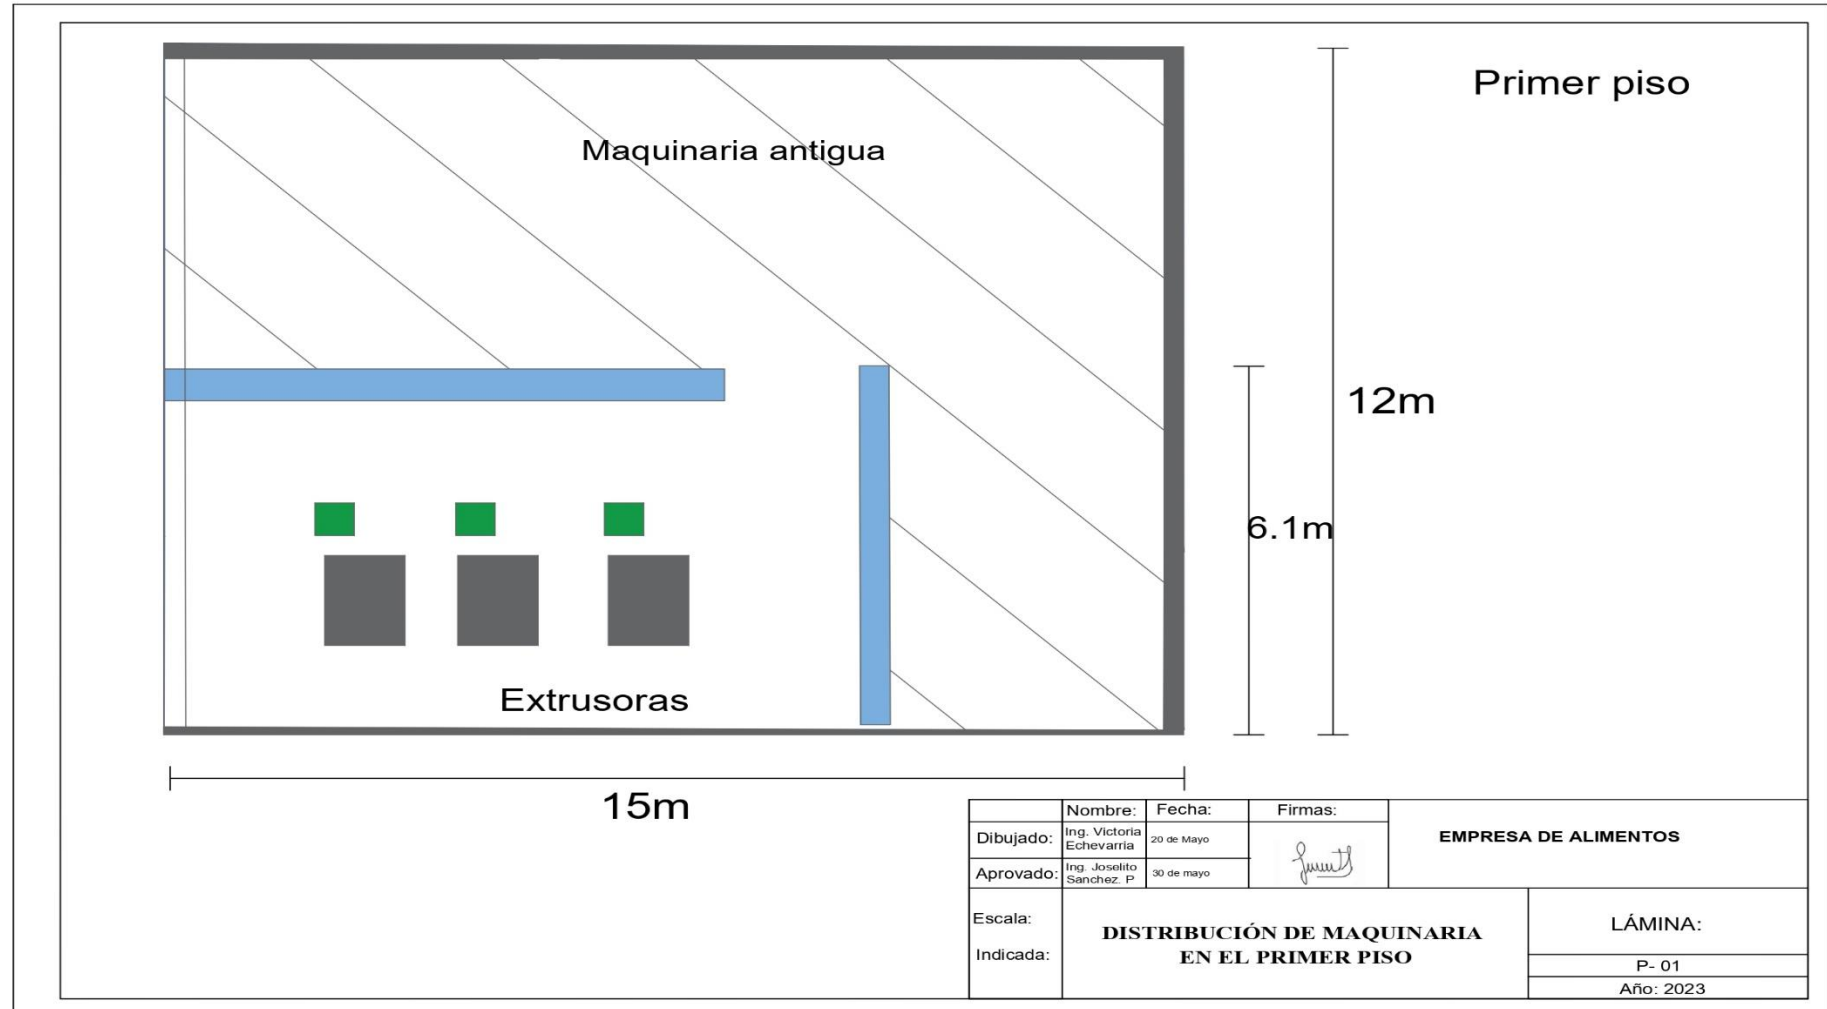 Primer piso
Maquinaria antigua
12m
6.1m
Extrusoras
15m
Nombre: Fecha: Firmas:
Dibujado: Ing. Victoria Echevarria 20 de Mayo
Aprovado: Ing. Joselito Sanchez. P 30 de mayo
EMPRESA DE ALIMENTOS
Escala:
Indicada:
DISTRIBUCIÓN DE MAQUINARIA
EN EL PRIMER PISO
LÁMINA:
P- 01
Año: 2023